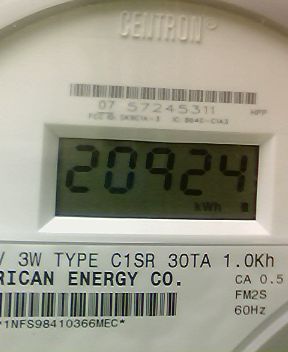 CENTRON®
07 57245311 HPP
20924
kWh
V 3W TYPE C1SR 30TA 1.0Kh
RICAN ENERGY CO. CA 0.5
FM2S
60Hz
*1NFS98410366MEC*